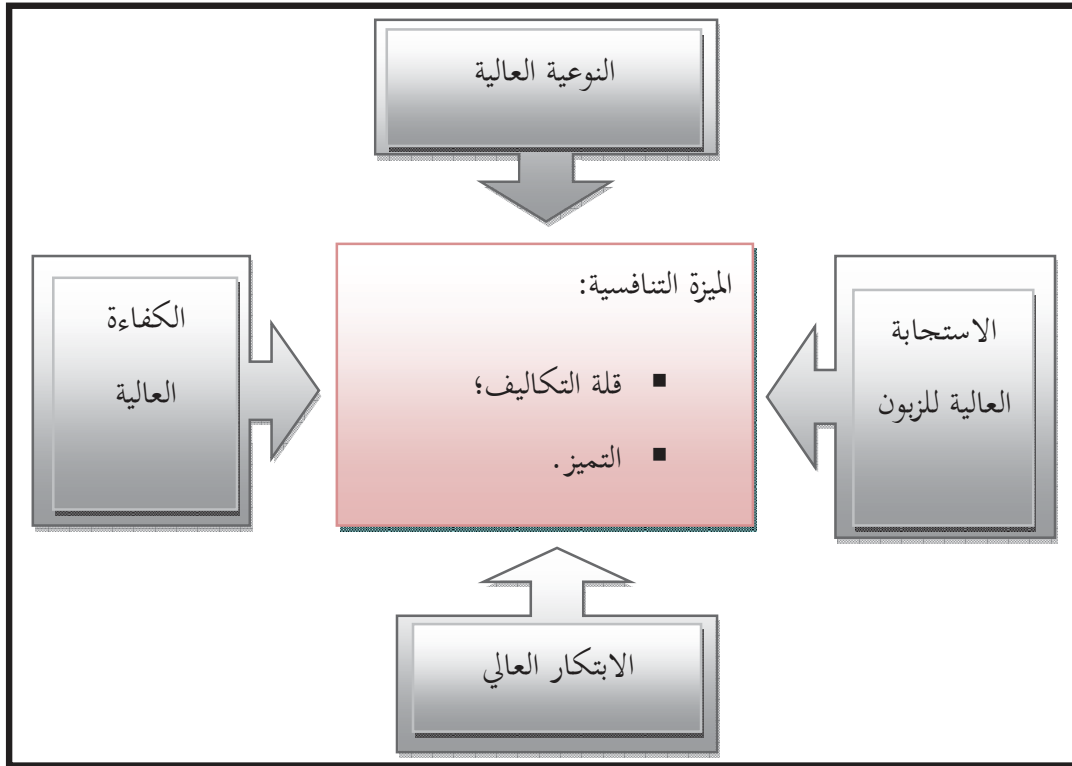 النوعية العالية
الميزة التنافسية:
▪ قلة التكاليف؛
▪ التميز.
الاستجابة
العالية للزبون
الكفاءة
العالية
الابتكار العالي